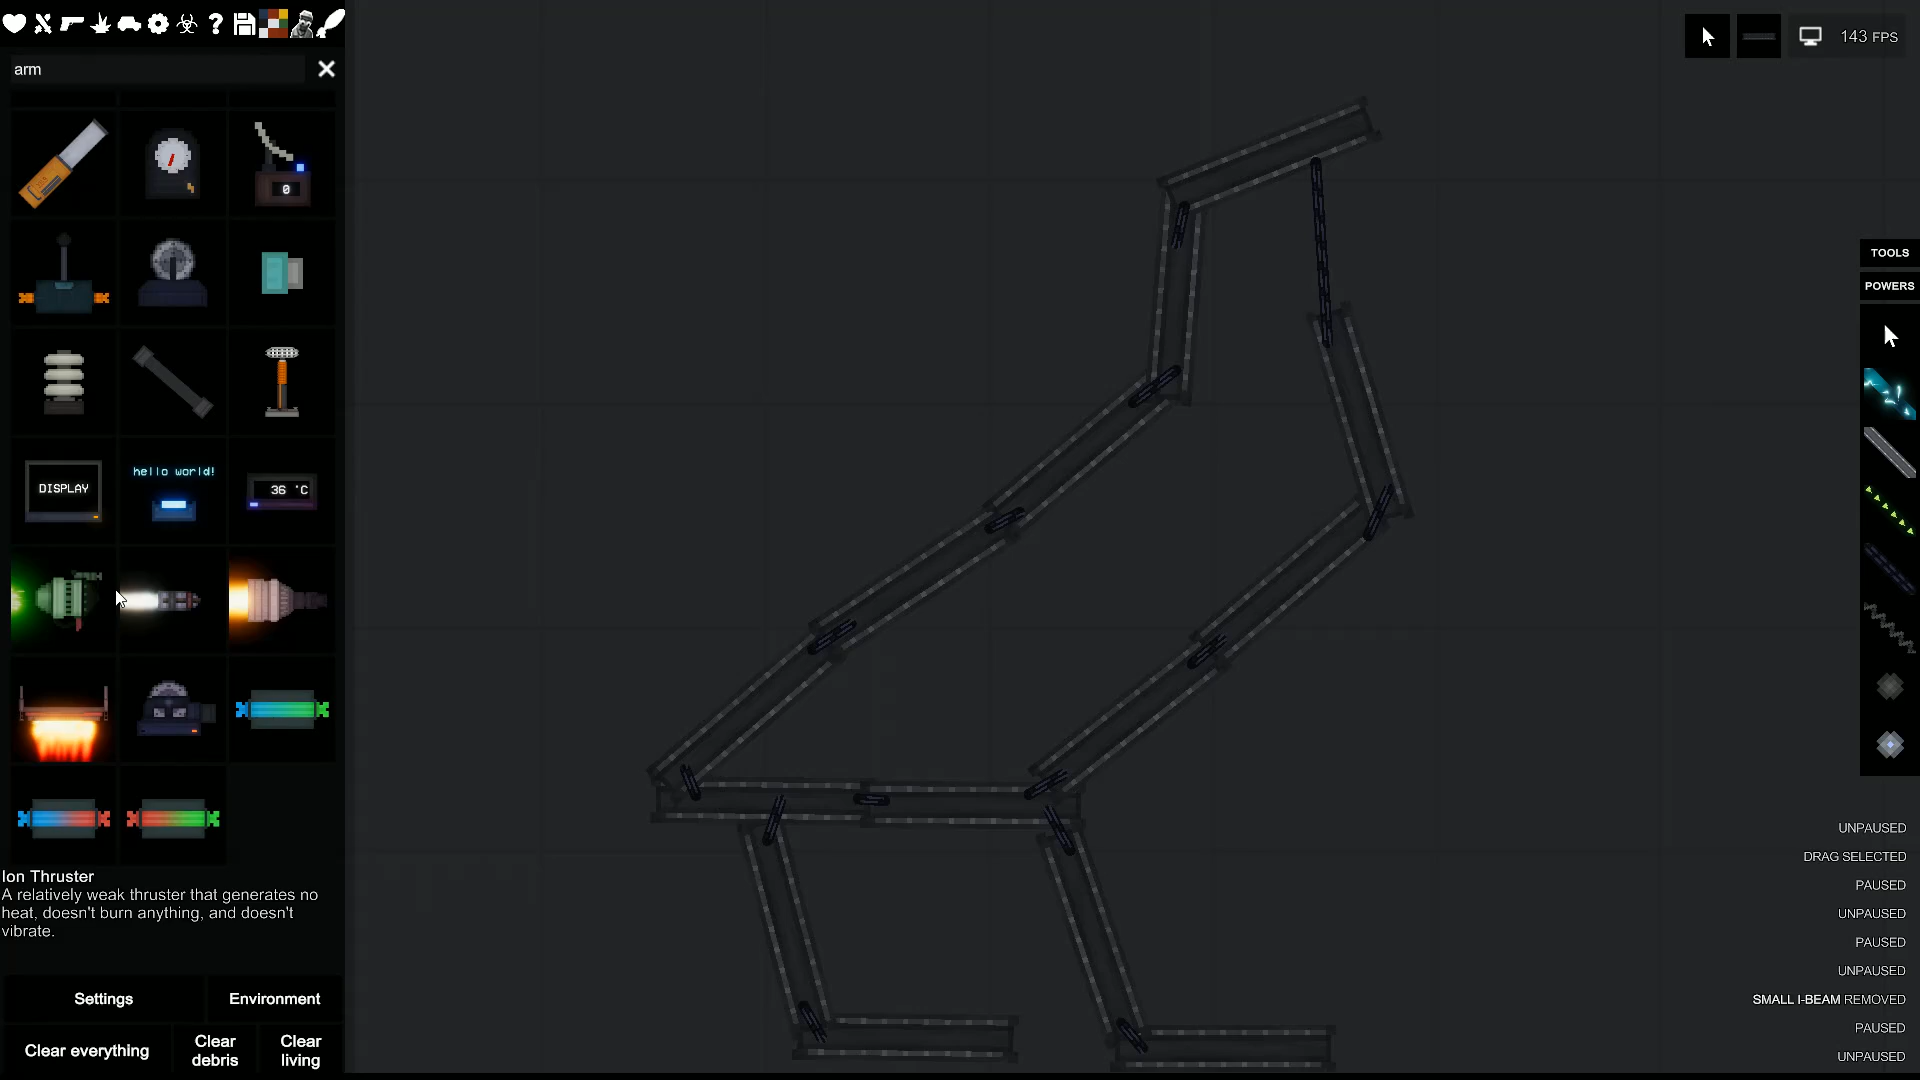 143 FPS
arm
0
TOOLS
POWERS
DISPLAY
hello world!
36 °C
Ion Thruster
A relatively weak thruster that generates no
heat, doesn't burn anything, and doesn't
vibrate.
Settings
Environment
Clear everything
Clear
debris
Clear
living
UNPAUSED
DRAG SELECTED
PAUSED
UNPAUSED
PAUSED
UNPAUSED
SMALL I-BEAM REMOVED
PAUSED
UNPAUSED